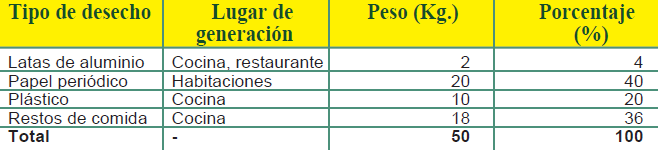 Tipo de desecho Lugar de generación Peso (Kg.) Porcentaje (%)
Latas de aluminio Cocina, restaurante 2 4
Papel periódico Habitaciones 20 40
Plástico Cocina 10 20
Restos de comida Cocina 18 36
Total - 50 100